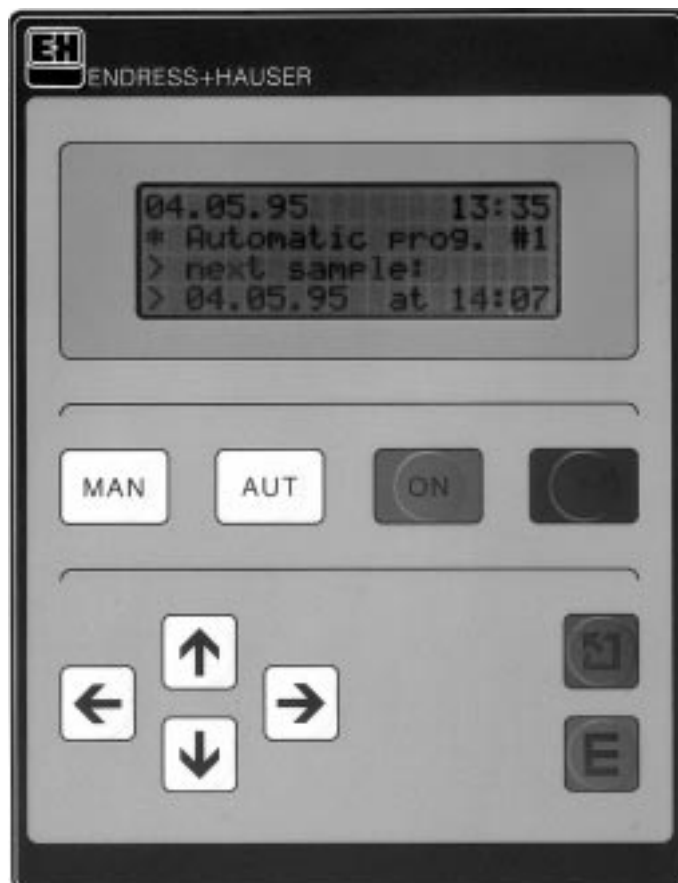 EH
ENDRESS+HAUSER
04.05.95 13:35
* Automatic prog. #1
> next sample:
> 04.05.95 at 14:07
MAN AUT ON
E